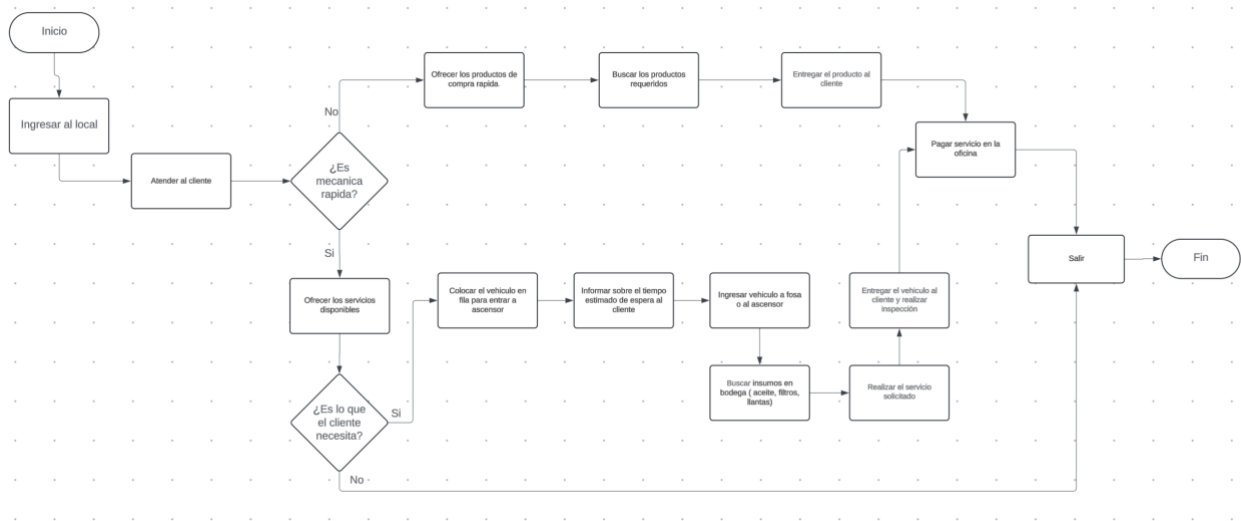 Inicio
Ingresar al local
Atender al cliente
¿Es
mecanica
rapida?
No
Ofrecer los productos de
compra rapida.
Buscar los productos
requeridos
Entregar el producto al
cliente
Pagar servicio en la
oficina
Salir
Fin
Si
Ofrecer los servicios
disponibles
¿Es lo que
el cliente
necesita?
Si
Colocar el vehiculo en
fila para entrar a
ascensor
Informar sobre el tiempo
estimado de espera al
cliente
Ingresar vehiculo a fosa
o al ascensor
Buscar insumos en
bodega ( aceite, filtros,
llantas)
Realizar el servicio
solicitado
Entregar el vehiculo al
cliente y realizar
inspección
No